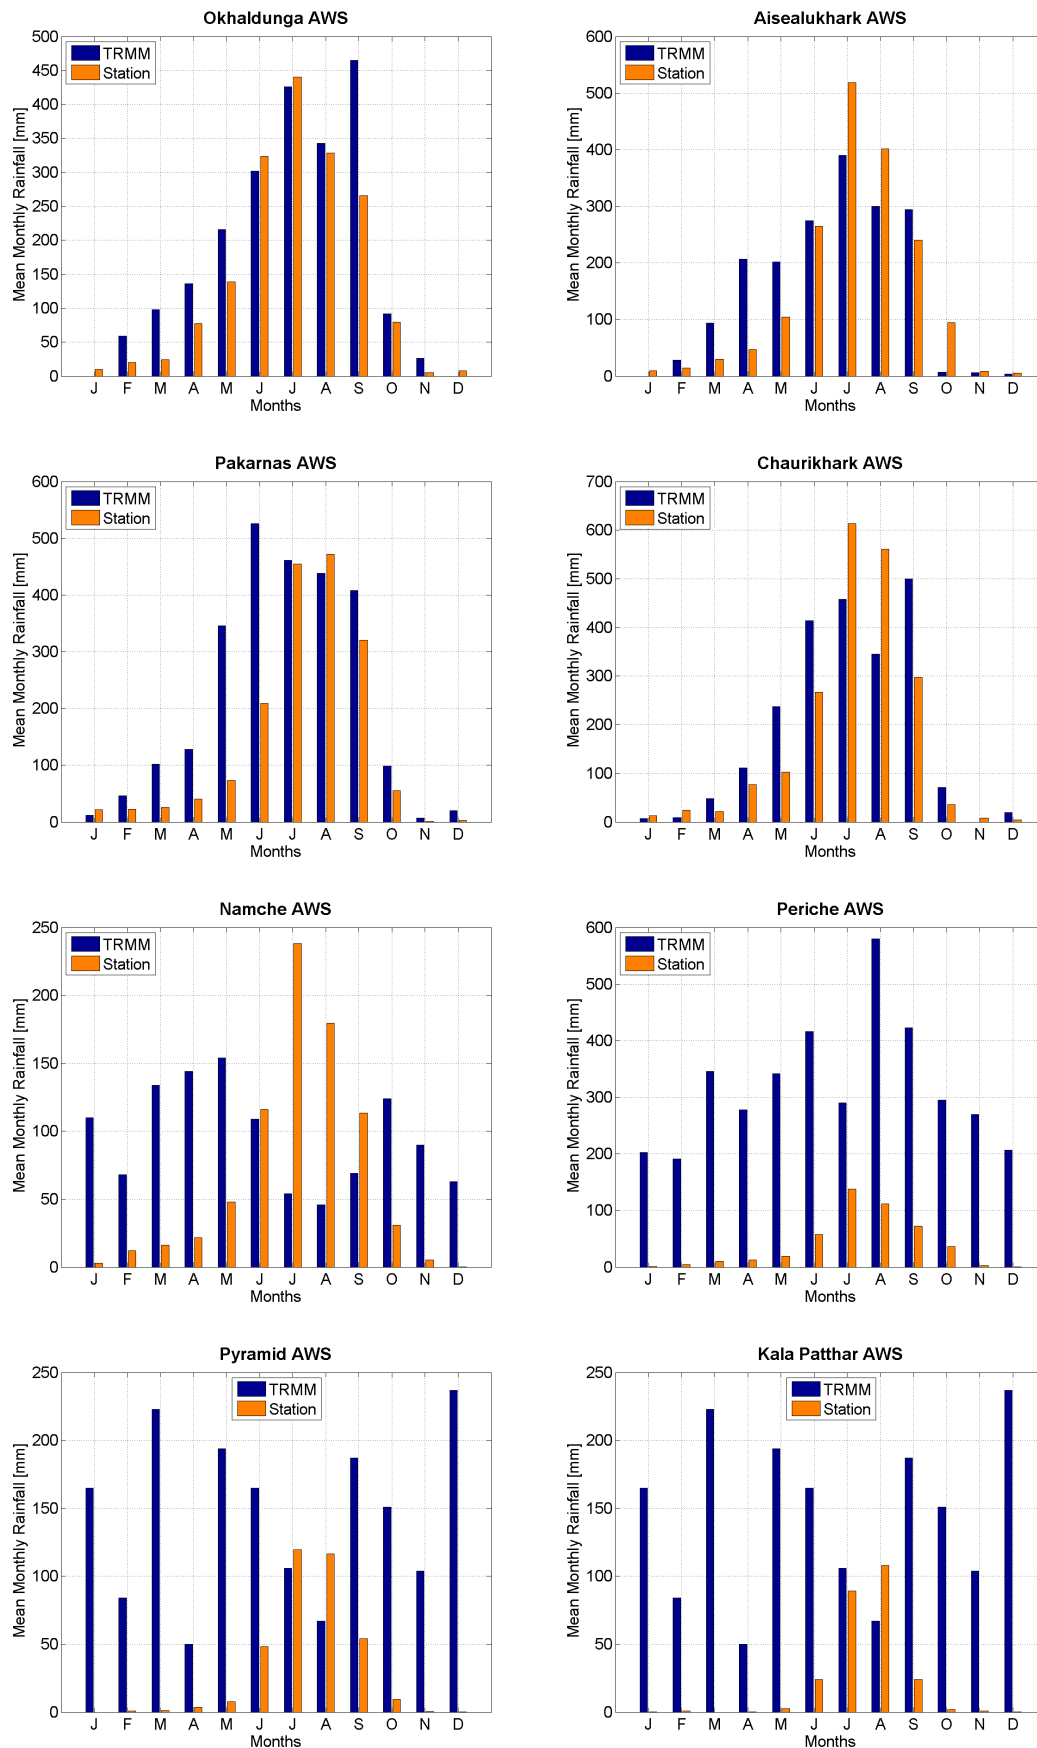 Okhaldunga AWS
Mean Monthly Rainfall [mm]
500
450
400
350
300
250
200
150
100
50
0
TRMM
Station
J F M A M J J A S O N D
Months
Aisealukhark AWS
Mean Monthly Rainfall [mm]
600
500
400
300
200
100
0
TRMM
Station
J F M A M J J A S O N D
Months
Pakarnas AWS
Mean Monthly Rainfall [mm]
600
500
400
300
200
100
0
TRMM
Station
J F M A M J J A S O N D
Months
Chaurikhark AWS
Mean Monthly Rainfall [mm]
700
600
500
400
300
200
100
0
TRMM
Station
J F M A M J J A S O N D
Months
Namche AWS
Mean Monthly Rainfall [mm]
250
200
150
100
50
0
TRMM
Station
J F M A M J J A S O N D
Months
Periche AWS
Mean Monthly Rainfall [mm]
600
500
400
300
200
100
0
TRMM
Station
J F M A M J J A S O N D
Months
Pyramid AWS
Mean Monthly Rainfall [mm]
250
200
150
100
50
0
TRMM
Station
J F M A M J J A S O N D
Months
Kala Patthar AWS
Mean Monthly Rainfall [mm]
250
200
150
100
50
0
TRMM
Station
J F M A M J J A S O N D
Months